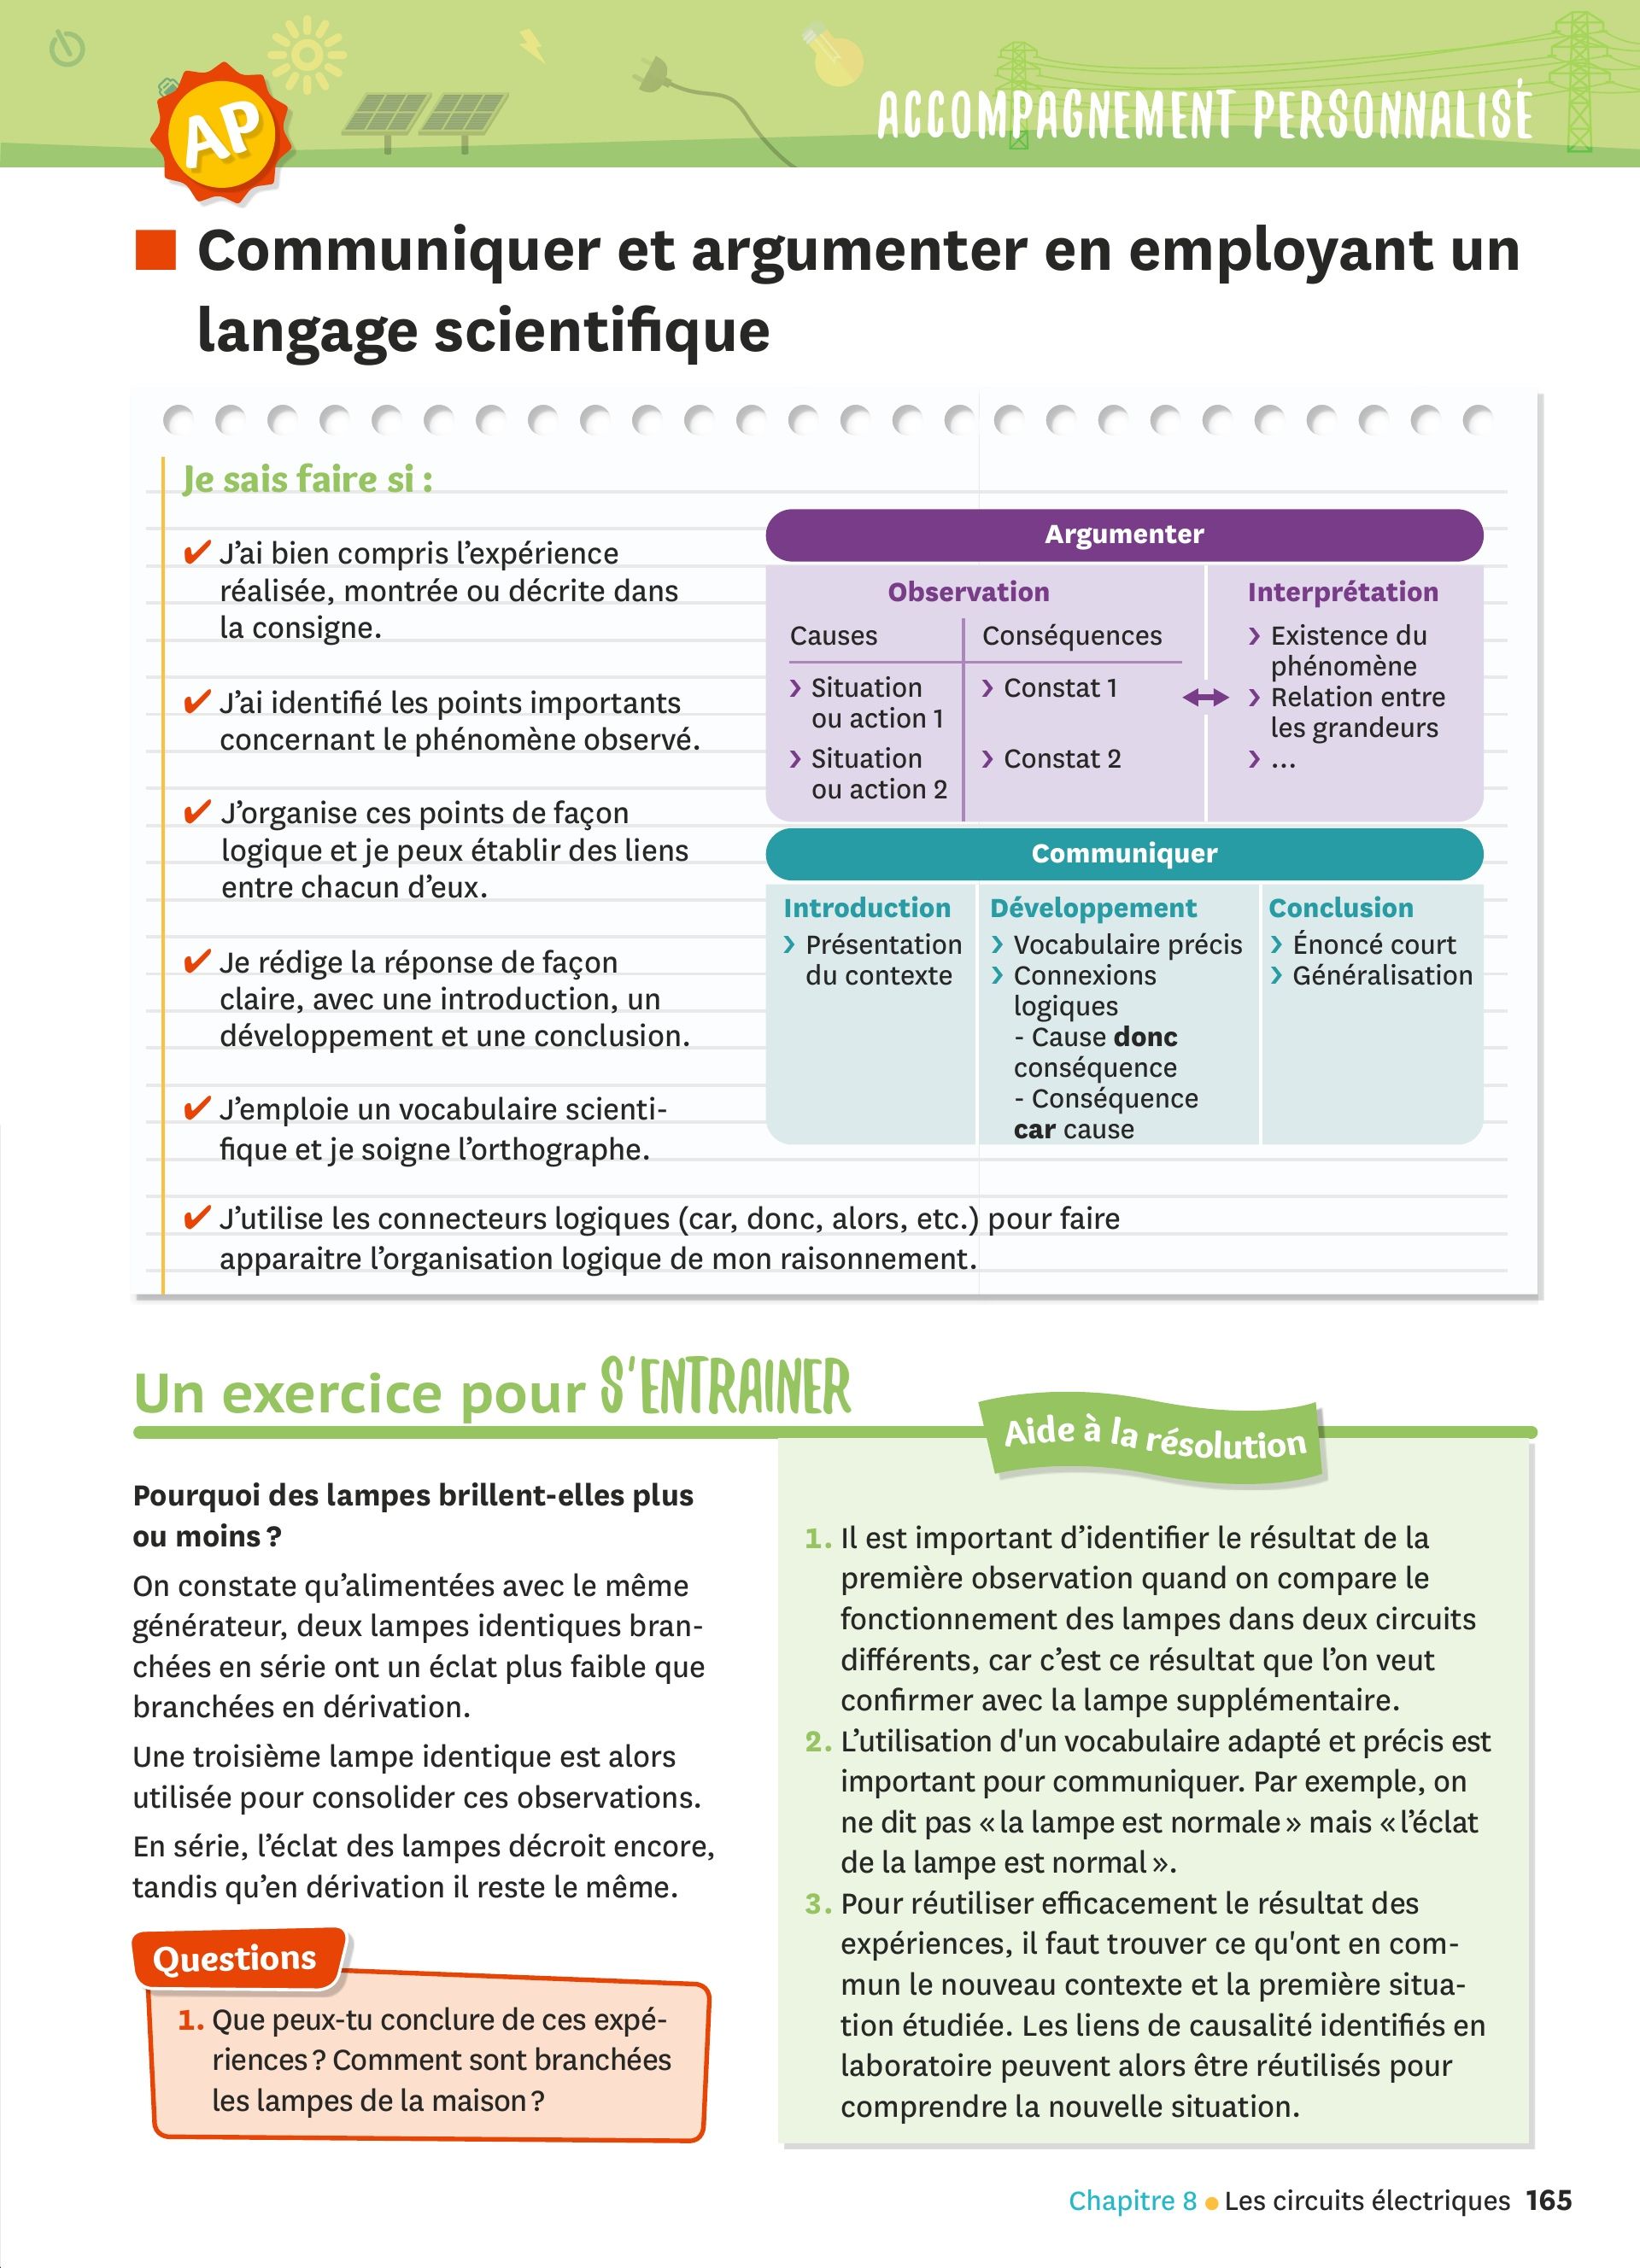 ACCOMPAGNEMENT PERSONNALISÉ
AP
Communiquer et argumenter en employant un
langage scientifique
Je sais faire si :
✔ J’ai bien compris l’expérience
réalisée, montrée ou décrite dans
la consigne.
✔ J’ai identifié les points importants
concernant le phénomène observé.
✔ J’organise ces points de façon
logique et je peux établir des liens
entre chacun d’eux.
✔ Je rédige la réponse de façon
claire, avec une introduction, un
développement et une conclusion.
✔ J’emploie un vocabulaire scienti-
fique et je soigne l’orthographe.
✔ J’utilise les connecteurs logiques (car, donc, alors, etc.) pour faire
apparaitre l’organisation logique de mon raisonnement.
Argumenter
Observation
Causes
Conséquences
› Situation
ou action 1
› Constat 1
› Situation
ou action 2
› Constat 2
Interprétation
› Existence du
phénomène
› Relation entre
les grandeurs
› ...
Communiquer
Introduction
› Présentation
du contexte
Développement
› Vocabulaire précis
› Connexions
logiques
- Cause donc
conséquence
- Conséquence
car cause
Conclusion
› Énoncé court
› Généralisation
Un exercice pour S’ENTRAINER
Pourquoi des lampes brillent-elles plus
ou moins ?
On constate qu’alimentées avec le même
générateur, deux lampes identiques bran-
chées en série ont un éclat plus faible que
branchées en dérivation.
Une troisième lampe identique est alors
utilisée pour consolider ces observations.
En série, l’éclat des lampes décroit encore,
tandis qu’en dérivation il reste le même.
Questions
1. Que peux-tu conclure de ces expé-
riences ? Comment sont branchées
les lampes de la maison ?
Aide à la résolution
1. Il est important d’identifier le résultat de la
première observation quand on compare le
fonctionnement des lampes dans deux circuits
différents, car c’est ce résultat que l’on veut
confirmer avec la lampe supplémentaire.
2. L’utilisation d'un vocabulaire adapté et précis est
important pour communiquer. Par exemple, on
ne dit pas « la lampe est normale » mais « l’éclat
de la lampe est normal ».
3. Pour réutiliser efficacement le résultat des
expériences, il faut trouver ce qu'ont en com-
mun le nouveau contexte et la première situa-
tion étudiée. Les liens de causalité identifiés en
laboratoire peuvent alors être réutilisés pour
comprendre la nouvelle situation.
Chapitre 8 • Les circuits électriques 165